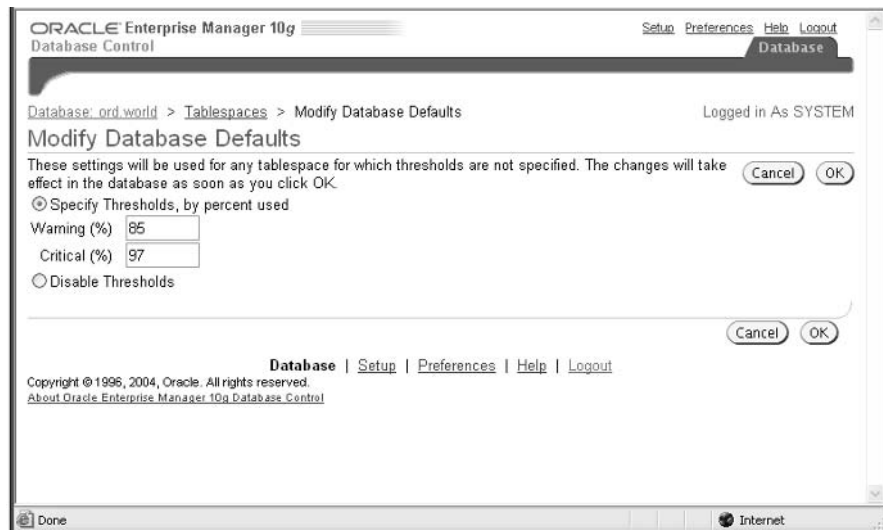 ORACLE Enterprise Manager 10g
Database Control
Setup Preferences Help Logout
Database
Database: ord.world > Tablespaces > Modify Database Defaults
Logged in As SYSTEM
Modify Database Defaults
These settings will be used for any tablespace for which thresholds are not specified. The changes will take
effect in the database as soon as you click OK.
Cancel OK
Specify Thresholds, by percent used
Warning (%) 85
Critical (%) 97
Disable Thresholds
Cancel OK
Database | Setup | Preferences | Help | Logout
Copyright © 1996, 2004, Oracle. All rights reserved.
About Oracle Enterprise Manager 10g Database Control
Done
Internet